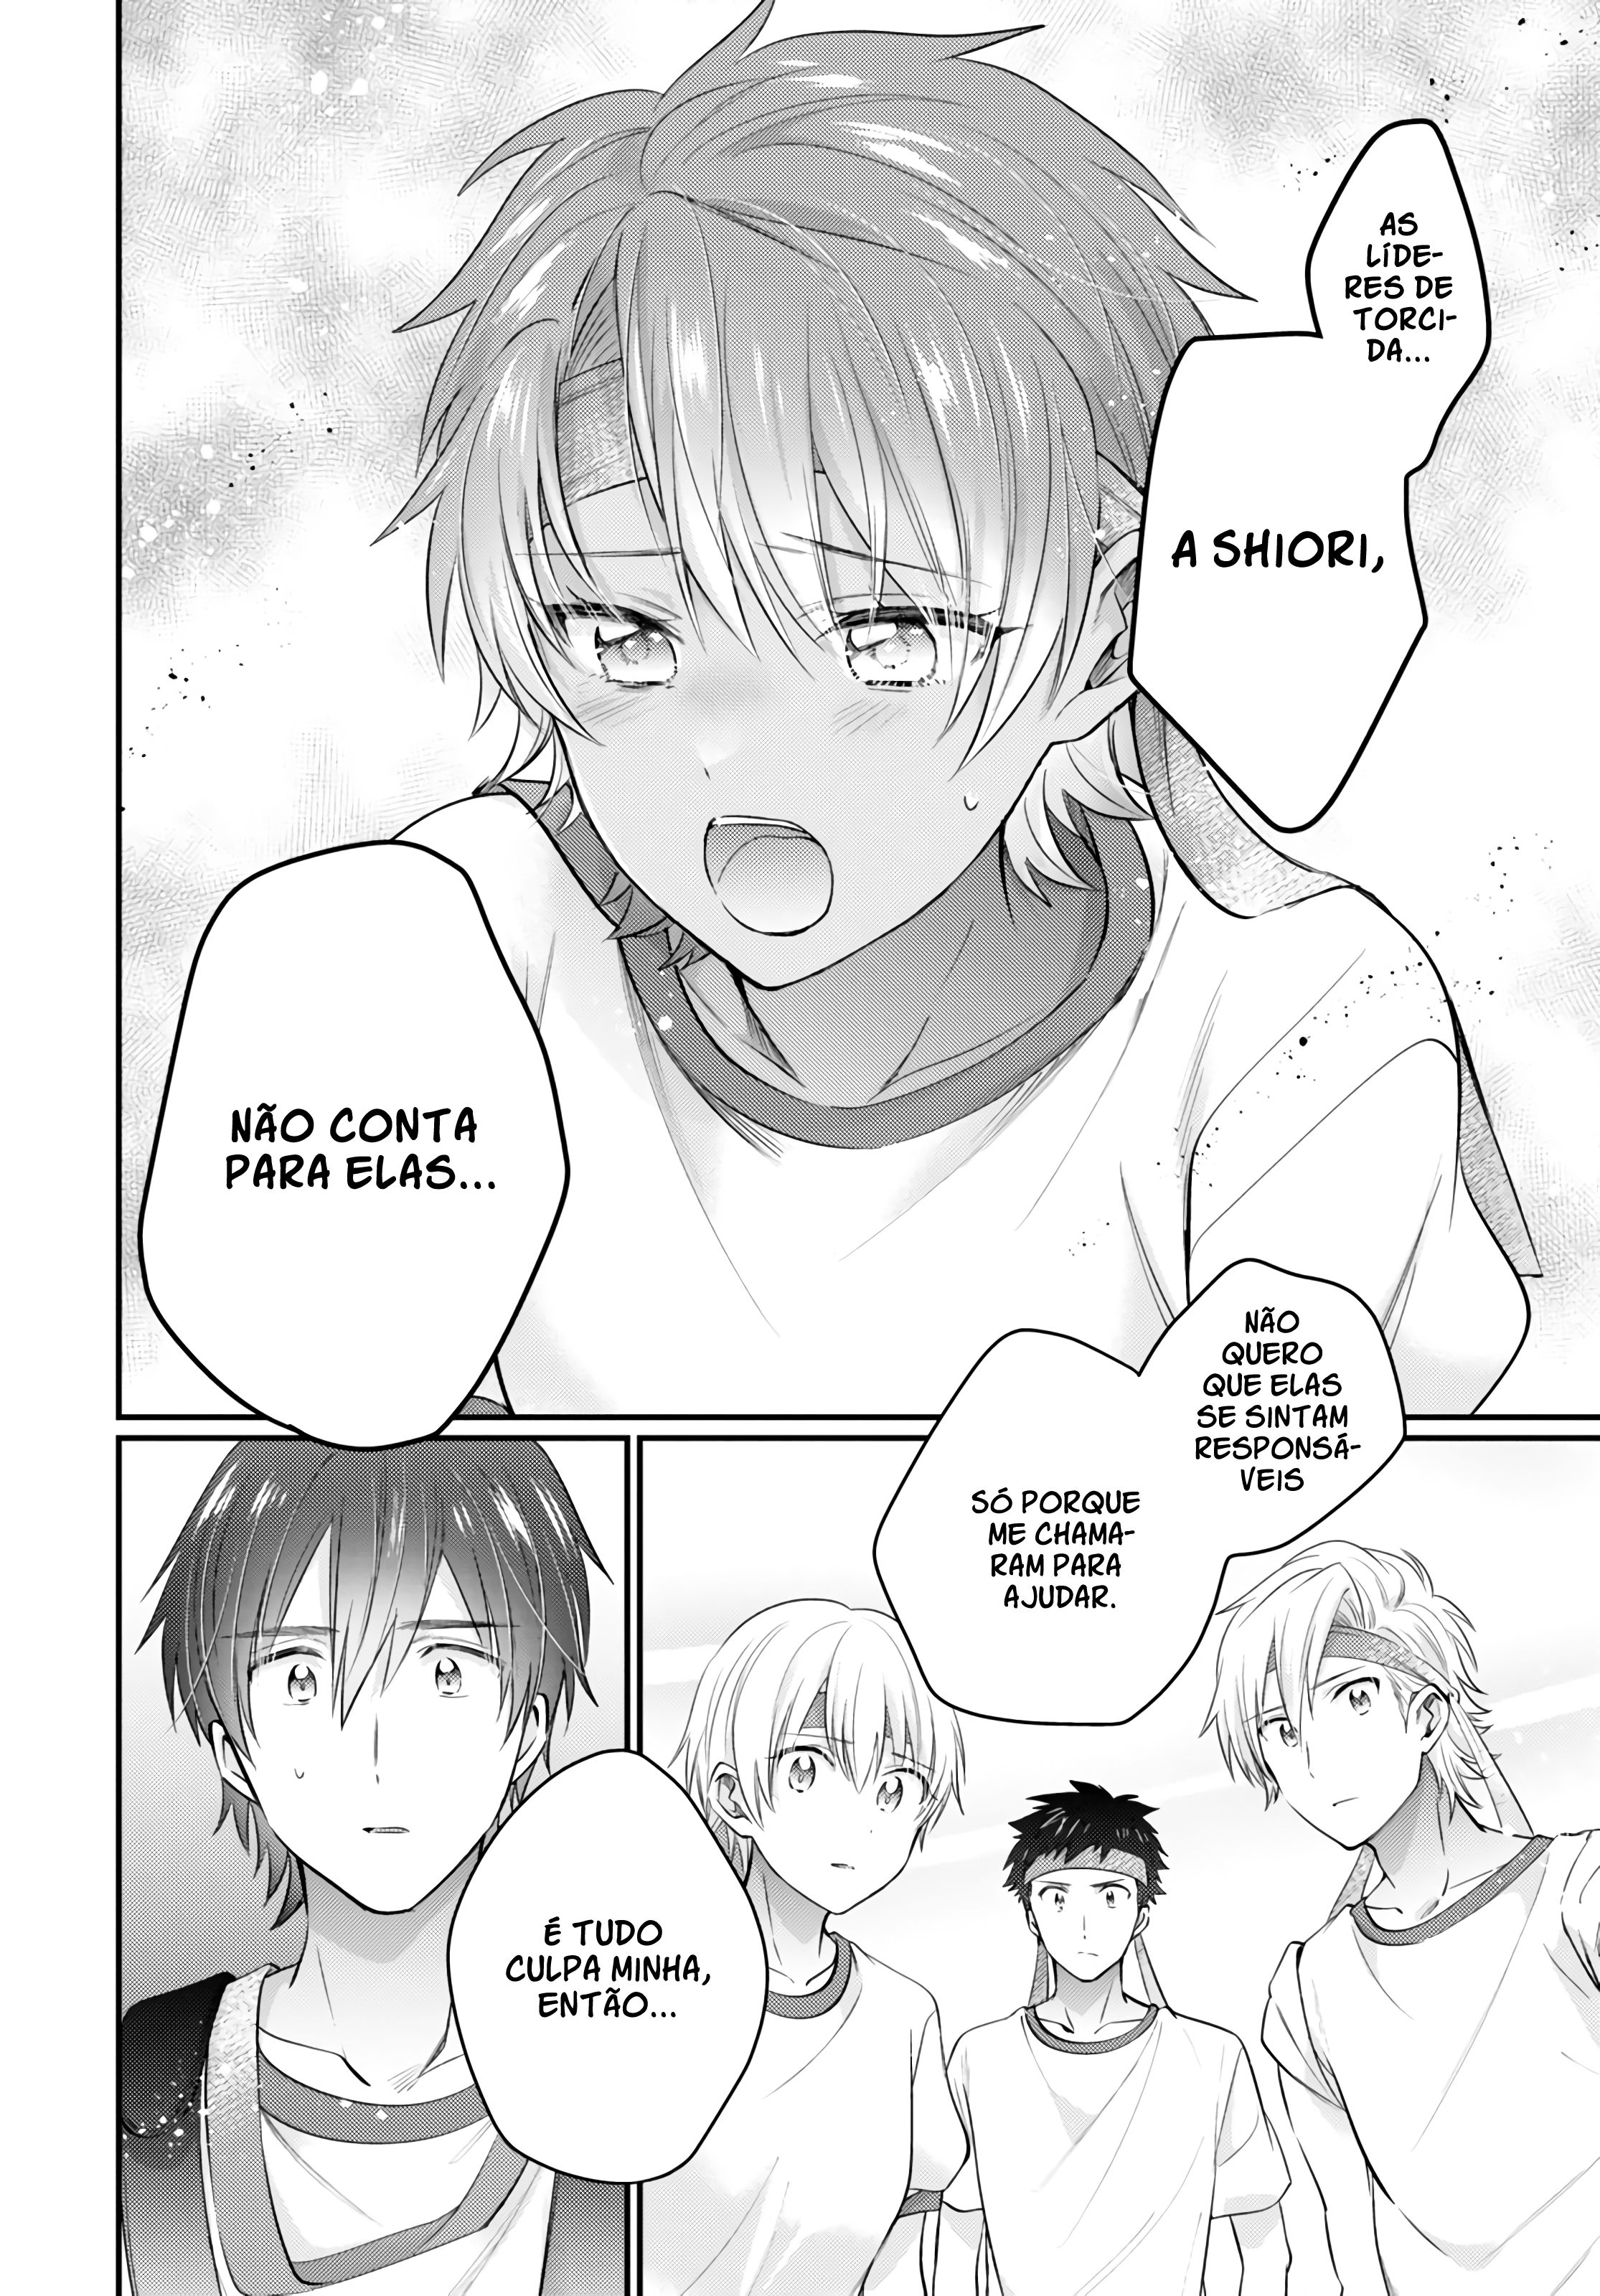 AS
LÍDE-
RES DE
TORCI-
DA...
A SHIORI,
NÃO CONTA
PARA ELAS...
NÃO
QUERO
QUE ELAS
SE SINTAM
RESPONSÁ-
VEIS
SÓ PORQUE
ME CHAMA-
RAM PARA
AJUDAR.
É TUDO
CULPA MINHA,
ENTÃO...